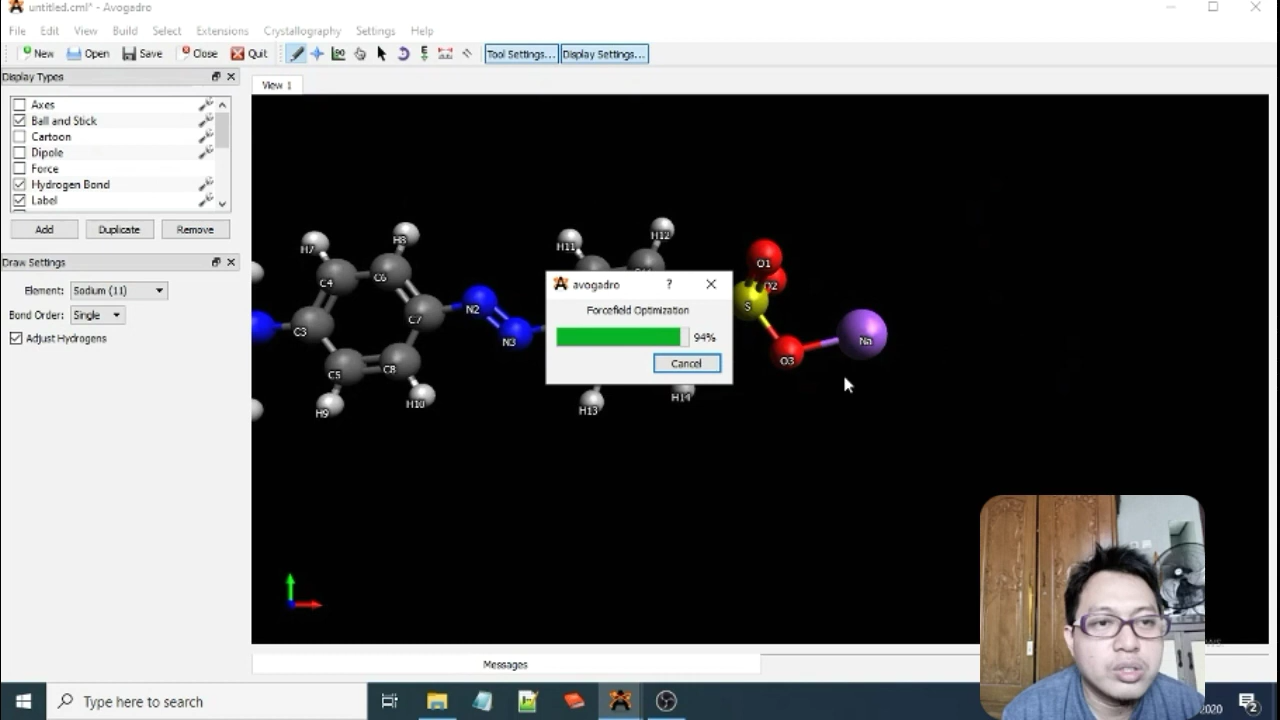 untitled.cml* - Avogadro
File Edit View Build Select Extensions Crystallography Settings Help
New Open Save Close Quit Tool Settings... Display Settings...
Display Types
View 1
Axes
Ball and Stick
Cartoon
Dipole
Force
Hydrogen Bond
Label
Add Duplicate Remove
Draw Settings
Element: Sodium (11)
Bond Order: Single
Adjust Hydrogens
H7
H8
H11
H12
C4
C6
C3
C7
C5
C8
H9
H10
N2
N3
H13
H14
O1
O2
S
O3
Na
avogadro ?
Forcefield Optimization
94%
Cancel
Messages
Type here to search
2020
2